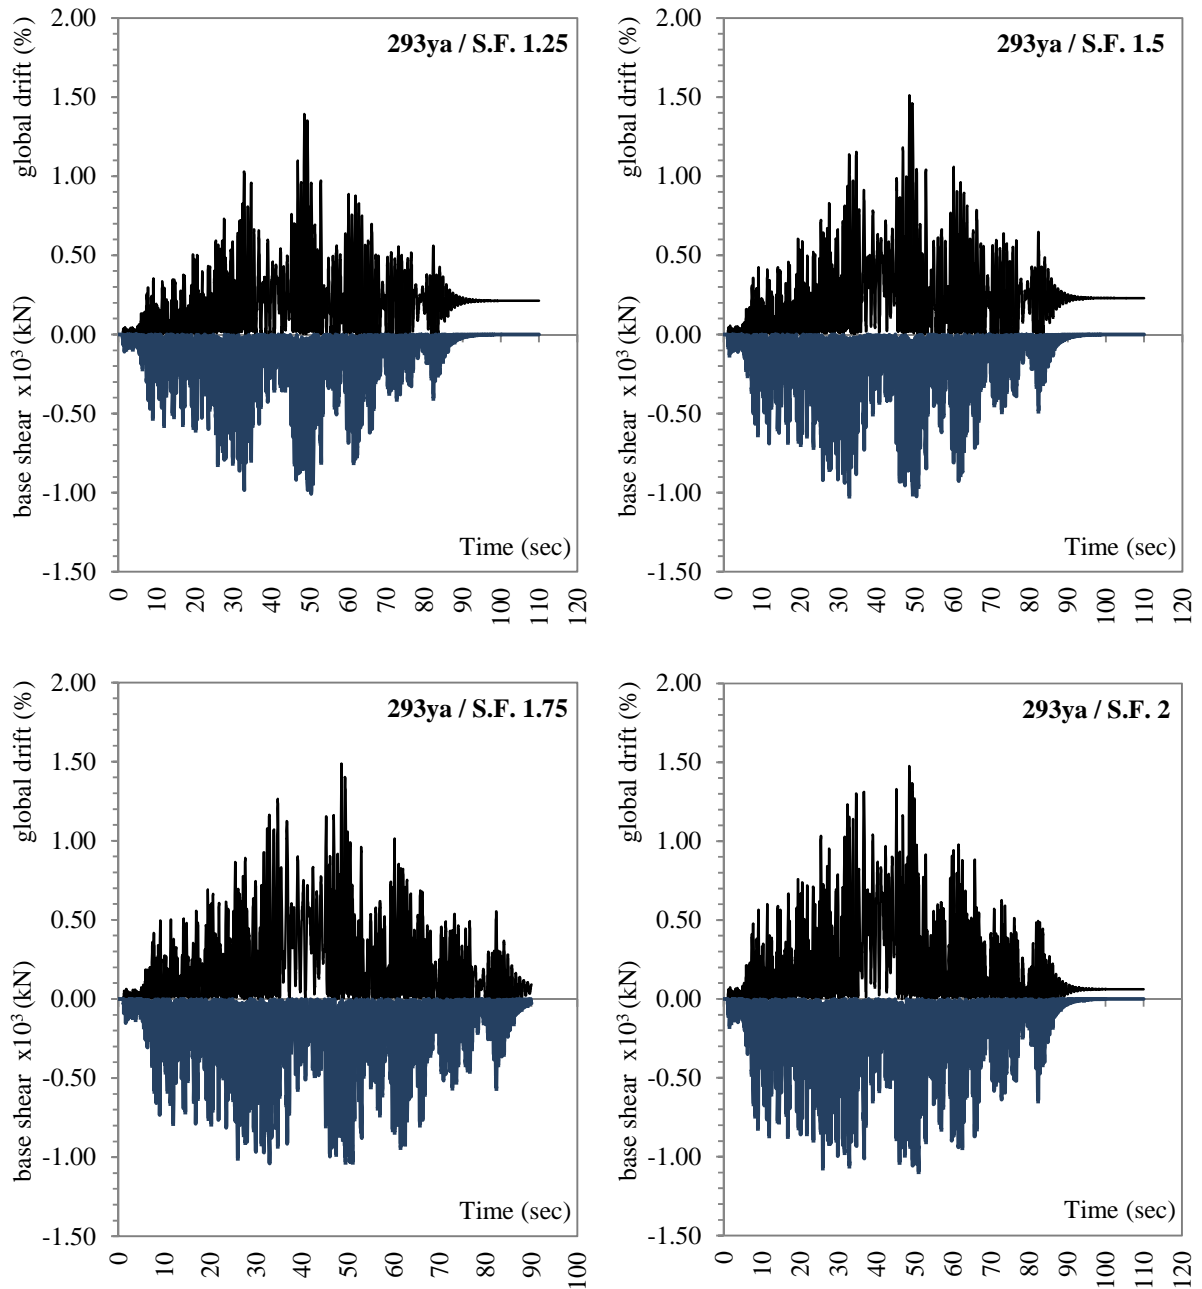 293ya / S.F. 1.25
global drift (%)
base shear x10³ (kN)
2.00
1.50
1.00
0.50
0.00
-0.50
-1.00
-1.50
Time (sec)
0 10 20 30 40 50 60 70 80 90 100 110 120
293ya / S.F. 1.5
global drift (%)
base shear x10³ (kN)
2.00
1.50
1.00
0.50
0.00
-0.50
-1.00
-1.50
Time (sec)
0 10 20 30 40 50 60 70 80 90 100 110 120
293ya / S.F. 1.75
global drift (%)
base shear x10³ (kN)
2.00
1.50
1.00
0.50
0.00
-0.50
-1.00
-1.50
Time (sec)
0 10 20 30 40 50 60 70 80 90 100
293ya / S.F. 2
global drift (%)
base shear x10³ (kN)
2.00
1.50
1.00
0.50
0.00
-0.50
-1.00
-1.50
Time (sec)
0 10 20 30 40 50 60 70 80 90 100 110 120